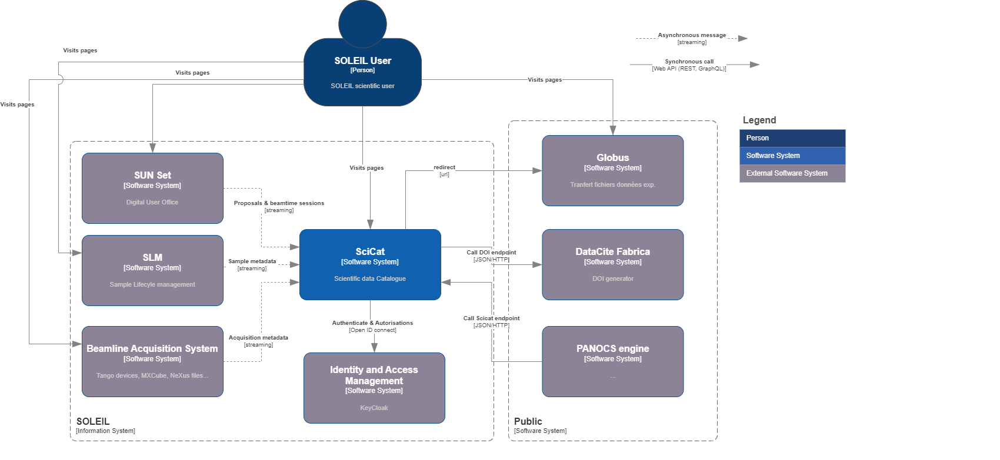 Visits pages
Visits pages
Visits pages
SOLEIL User
[Person]
SOLEIL scientific user
Visits pages
Asynchronous message
[streaming]
Synchronous call
[Web API (REST, GraphQL)]
Legend
Person
Software System
External Software System
SUN Set
[Software System]
Digital User Office
Visits pages
redirect
[url]
Globus
[Software System]
Tranfert fichiers données exp.
Proposals & beamtime sessions
[streaming]
SLM
[Software System]
Sample Lifecyle management
Sample metadata
[streaming]
SciCat
[Software System]
Scientific data Catalogue
Call DOI endpoint
[JSON/HTTP]
DataCite Fabrica
[Software System]
DOI generator
Beamline Acquisition System
[Software System]
Tango devices, MXCube, NeXus files...
Acquisition metadata
[streaming]
Authenticate & Autorisations
[Open ID connect]
Call Scicat endpoint
[JSON/HTTP]
PANOCS engine
[Software System]
...
Identity and Access
Management
[Software System]
KeyCloak
SOLEIL
[Information System]
Public
[Software System]